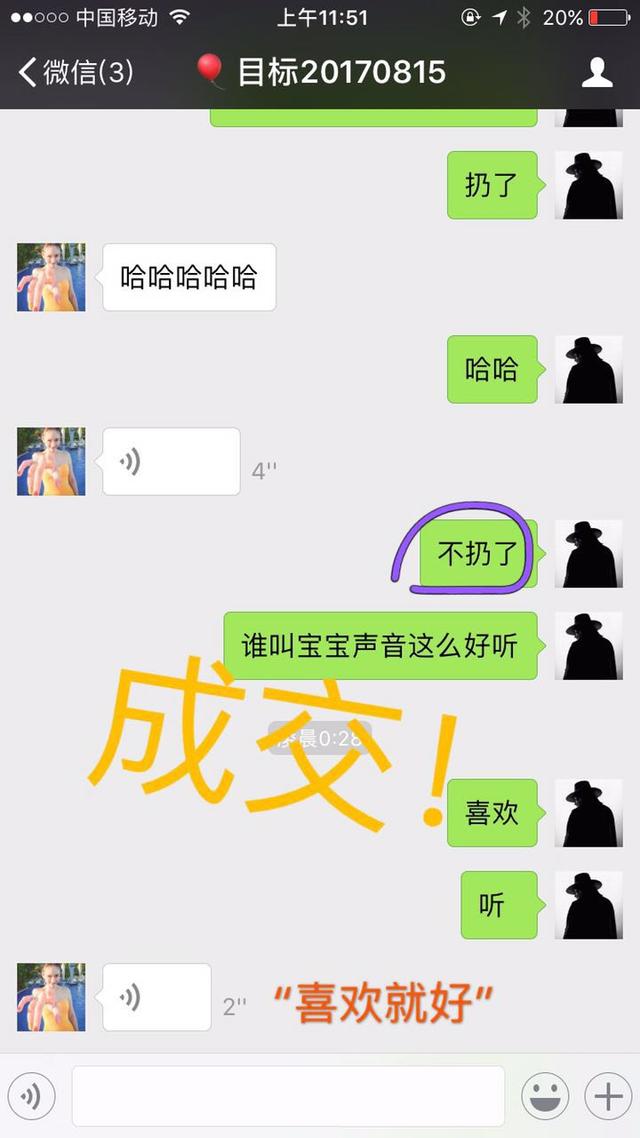 中国移动 上午11:51 20%
微信(3) 目标20170815
扔了
哈哈哈哈哈
哈哈
4''
不扔了
谁叫宝宝声音这么好听
成交！
凌晨0:28
喜欢
听
2'' “喜欢就好”